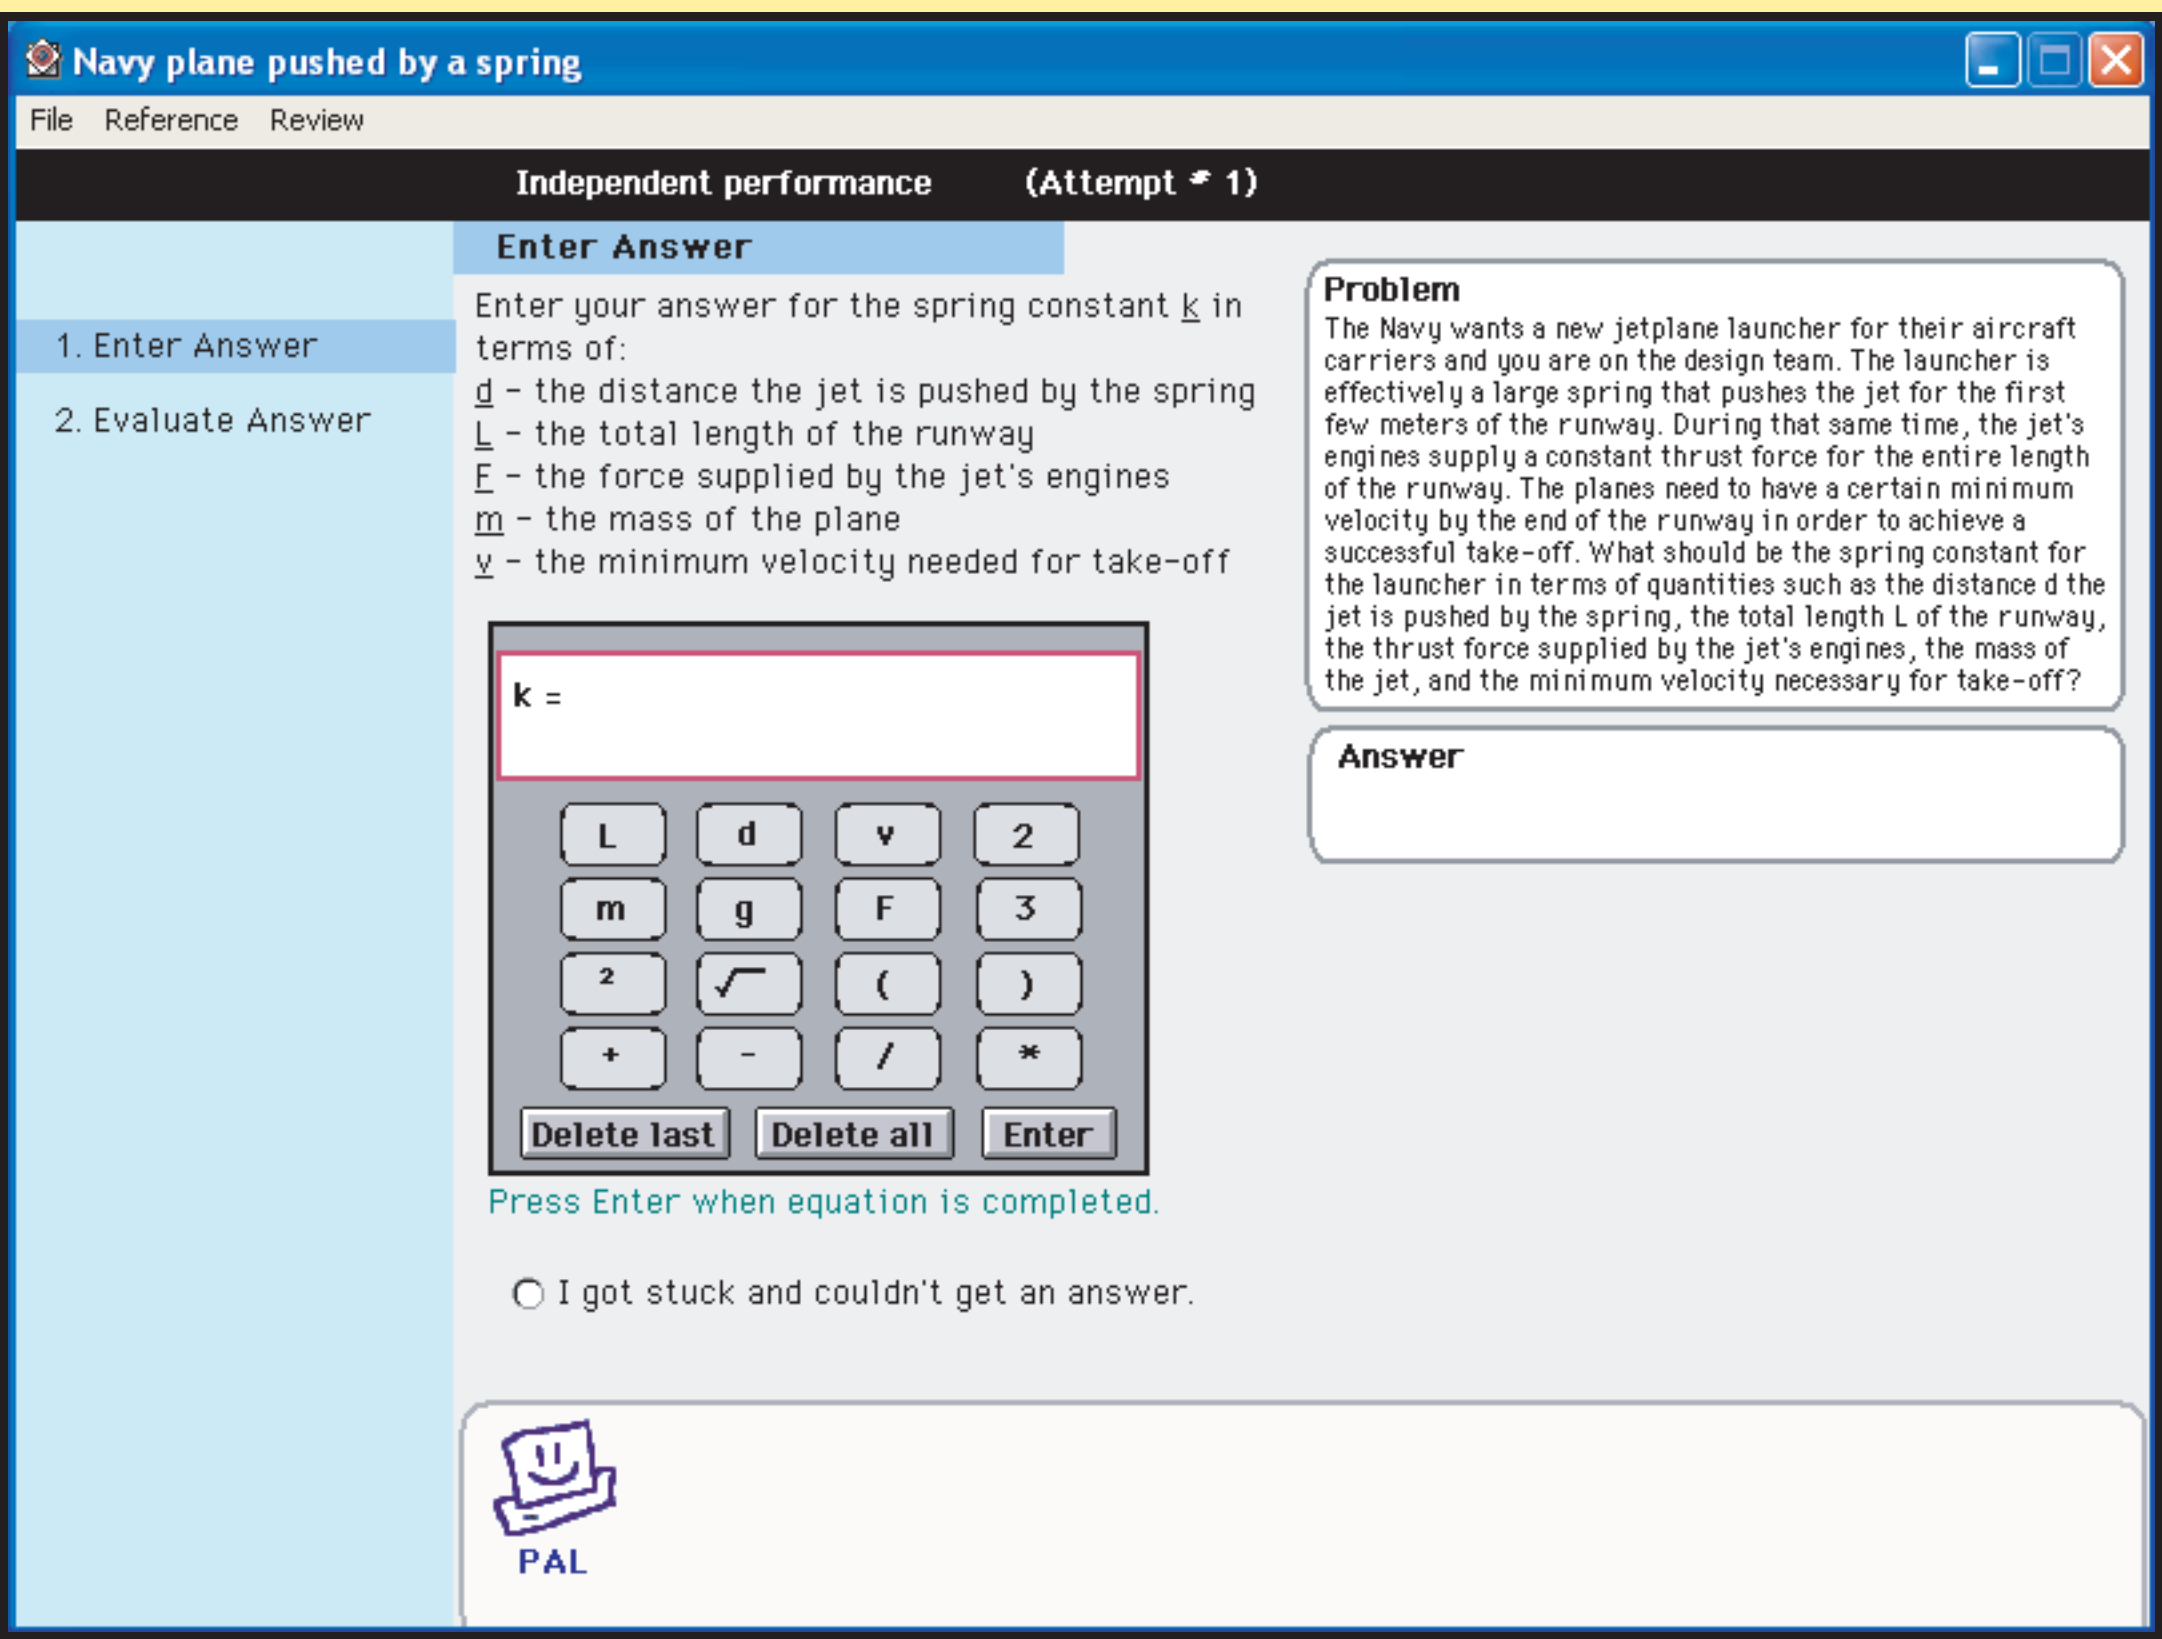 Navy plane pushed by a spring
File Reference Review
Independent performance (Attempt # 1)
1. Enter Answer
2. Evaluate Answer
Enter Answer
Enter your answer for the spring constant k in
terms of:
d - the distance the jet is pushed by the spring
L - the total length of the runway
F - the force supplied by the jet's engines
m - the mass of the plane
v - the minimum velocity needed for take-off
k =
L d v 2
m g F 3
² √ ( )
+ - / *
Delete last Delete all Enter
Press Enter when equation is completed.
I got stuck and couldn't get an answer.
Problem
The Navy wants a new jetplane launcher for their aircraft
carriers and you are on the design team. The launcher is
effectively a large spring that pushes the jet for the first
few meters of the runway. During that same time, the jet's
engines supply a constant thrust force for the entire length
of the runway. The planes need to have a certain minimum
velocity by the end of the runway in order to achieve a
successful take-off. What should be the spring constant for
the launcher in terms of quantities such as the distance d the
jet is pushed by the spring, the total length L of the runway,
the thrust force supplied by the jet's engines, the mass of
the jet, and the minimum velocity necessary for take-off?
Answer
PAL